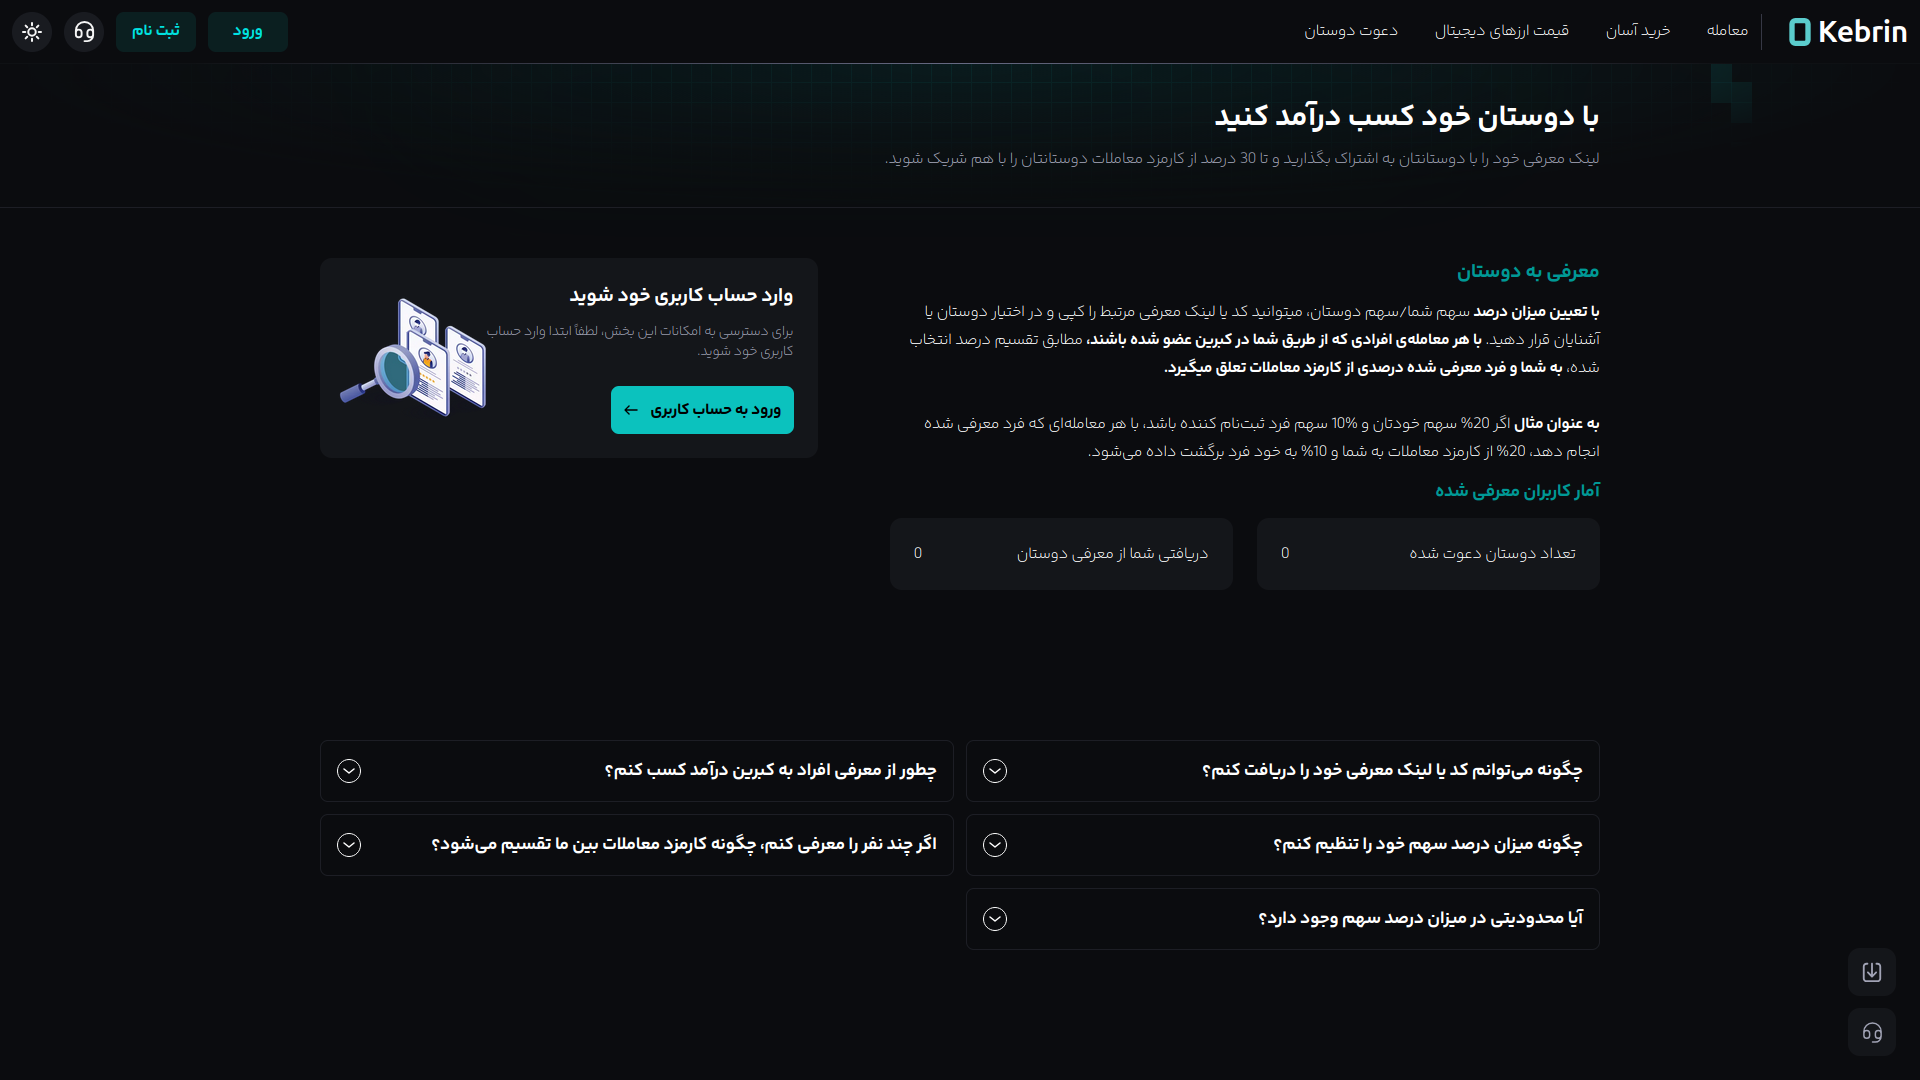 Kebrin
معامله
خرید آسان
قیمت ارزهای دیجیتال
دعوت دوستان
ورود
ثبت نام
با دوستان خود کسب درآمد کنید
لینک معرفی خود را با دوستانتان به اشتراک بگذارید و تا 30 درصد از کارمزد معاملات دوستانتان را با هم شریک شوید.
معرفی به دوستان
با تعیین میزان درصد سهم شما/سهم دوستان، میتوانید کد یا لینک معرفی مرتبط را کپی و در اختیار دوستان یا
آشنایان قرار دهید. با هر معامله‌ی افرادی که از طریق شما در کبرین عضو شده باشند، مطابق تقسیم درصد انتخاب
شده، به شما و فرد معرفی شده درصدی از کارمزد معاملات تعلق میگیرد.
به عنوان مثال اگر 20% سهم خودتان و 10% سهم فرد ثبت‌نام کننده باشد، با هر معامله‌ای که فرد معرفی شده
انجام دهد، 20% از کارمزد معاملات به شما و 10% به خود فرد برگشت داده می‌شود.
آمار کاربران معرفی شده
تعداد دوستان دعوت شده 0
دریافتی شما از معرفی دوستان 0
وارد حساب کاربری خود شوید
برای دسترسی به امکانات این بخش، لطفاً ابتدا وارد حساب
کاربری خود شوید.
ورود به حساب کاربری
چگونه می‌توانم کد یا لینک معرفی خود را دریافت کنم؟
چطور از معرفی افراد به کبرین درآمد کسب کنم؟
چگونه میزان درصد سهم خود را تنظیم کنم؟
اگر چند نفر را معرفی کنم، چگونه کارمزد معاملات بین ما تقسیم می‌شود؟
آیا محدودیتی در میزان درصد سهم وجود دارد؟